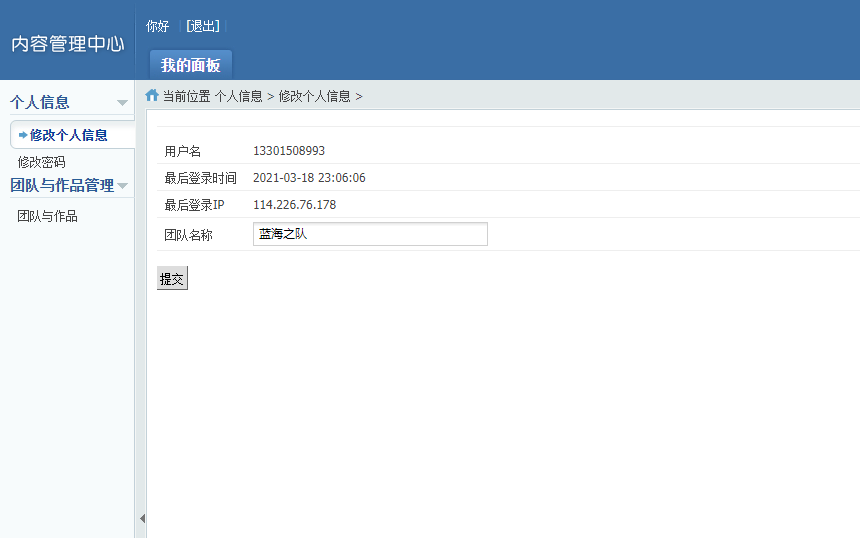 内容管理中心
你好 [退出]
我的面板
个人信息
修改个人信息
修改密码
团队与作品管理
团队与作品
当前位置 个人信息 > 修改个人信息 >
用户名 13301508993
最后登录时间 2021-03-18 23:06:06
最后登录IP 114.226.76.178
团队名称 蓝海之队
提交